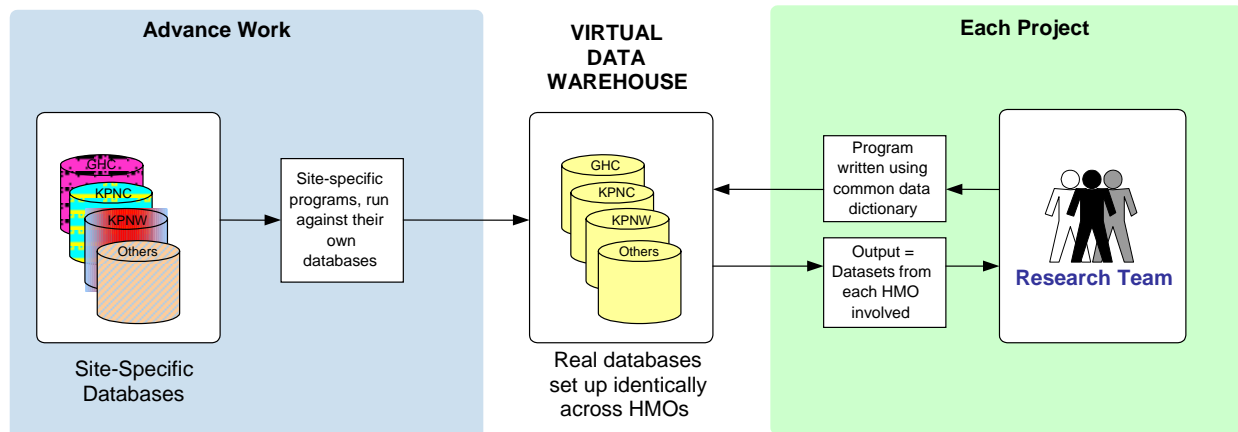 Advance Work
GHC
KPNC
KPNW
Others
Site-Specific
Databases
Site-specific
programs, run
against their
own
databases
VIRTUAL
DATA
WAREHOUSE
GHC
KPNC
KPNW
Others
Real databases
set up identically
across HMOs
Each Project
Program
written using
common data
dictionary
Output =
Datasets from
each HMO
involved
Research Team